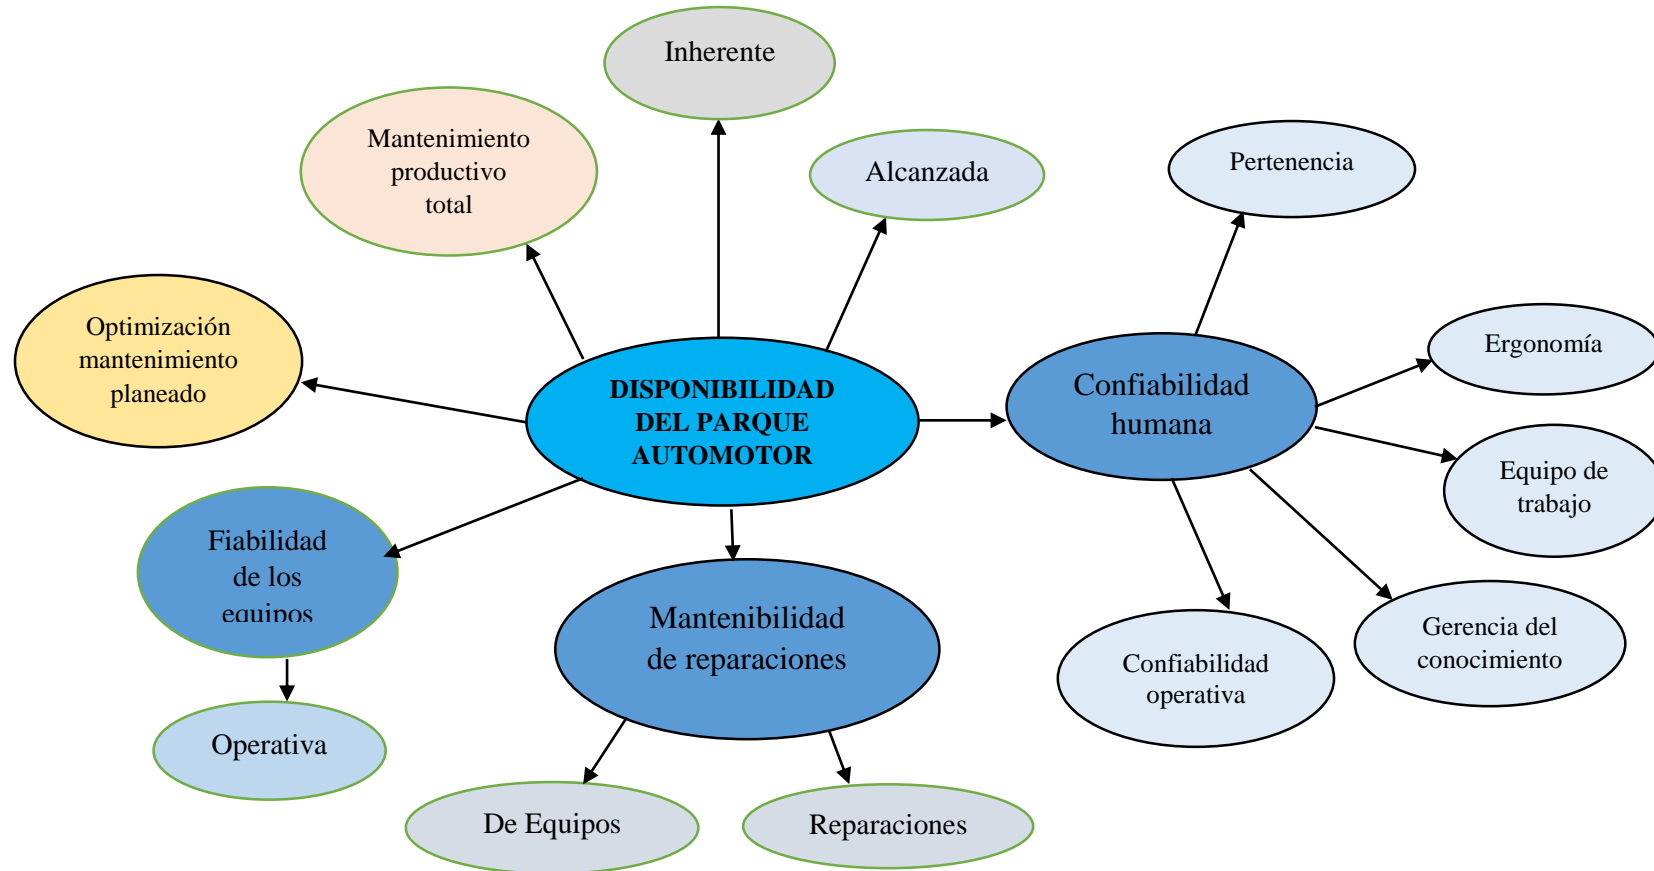 Inherente
Mantenimiento
productivo
total
Alcanzada
Pertenencia
Optimización
mantenimiento
planeado
DISPONIBILIDAD
DEL PARQUE
AUTOMOTOR
Confiabilidad
humana
Ergonomía
Equipo de
trabajo
Fiabilidad
de los
equipos
Mantenibilidad
de reparaciones
Gerencia del
conocimiento
Confiabilidad
operativa
Operativa
De Equipos
Reparaciones